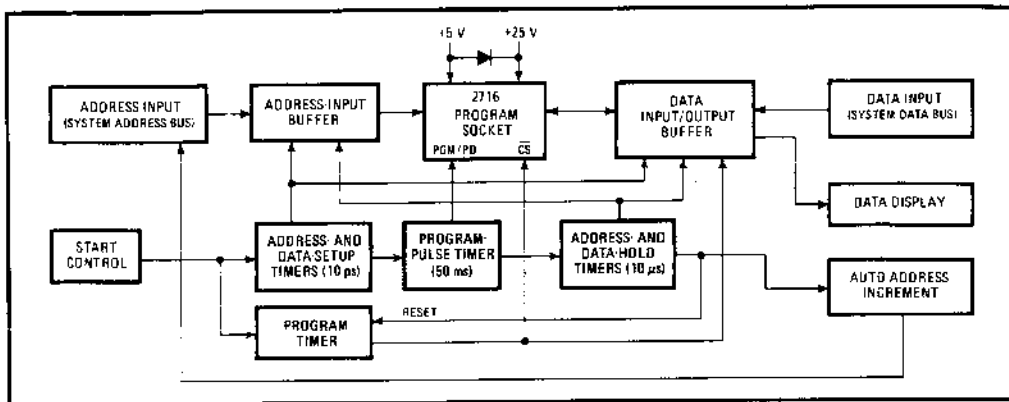 +5 V
+25 V
ADDRESS-INPUT
(SYSTEM ADDRESS BUS)
ADDRESS-INPUT
BUFFER
2716
PROGRAM
SOCKET
PGM/PD
CS
DATA
INPUT/OUTPUT
BUFFER
DATA INPUT
(SYSTEM DATA BUS)
DATA DISPLAY
START
CONTROL
ADDRESS- AND
DATA-SETUP
TIMERS (10 µs)
PROGRAM-
PULSE TIMER
(50 ms)
ADDRESS- AND
DATA-HOLD
TIMERS (10 µs)
AUTO ADDRESS
INCREMENT
RESET
PROGRAM
TIMER